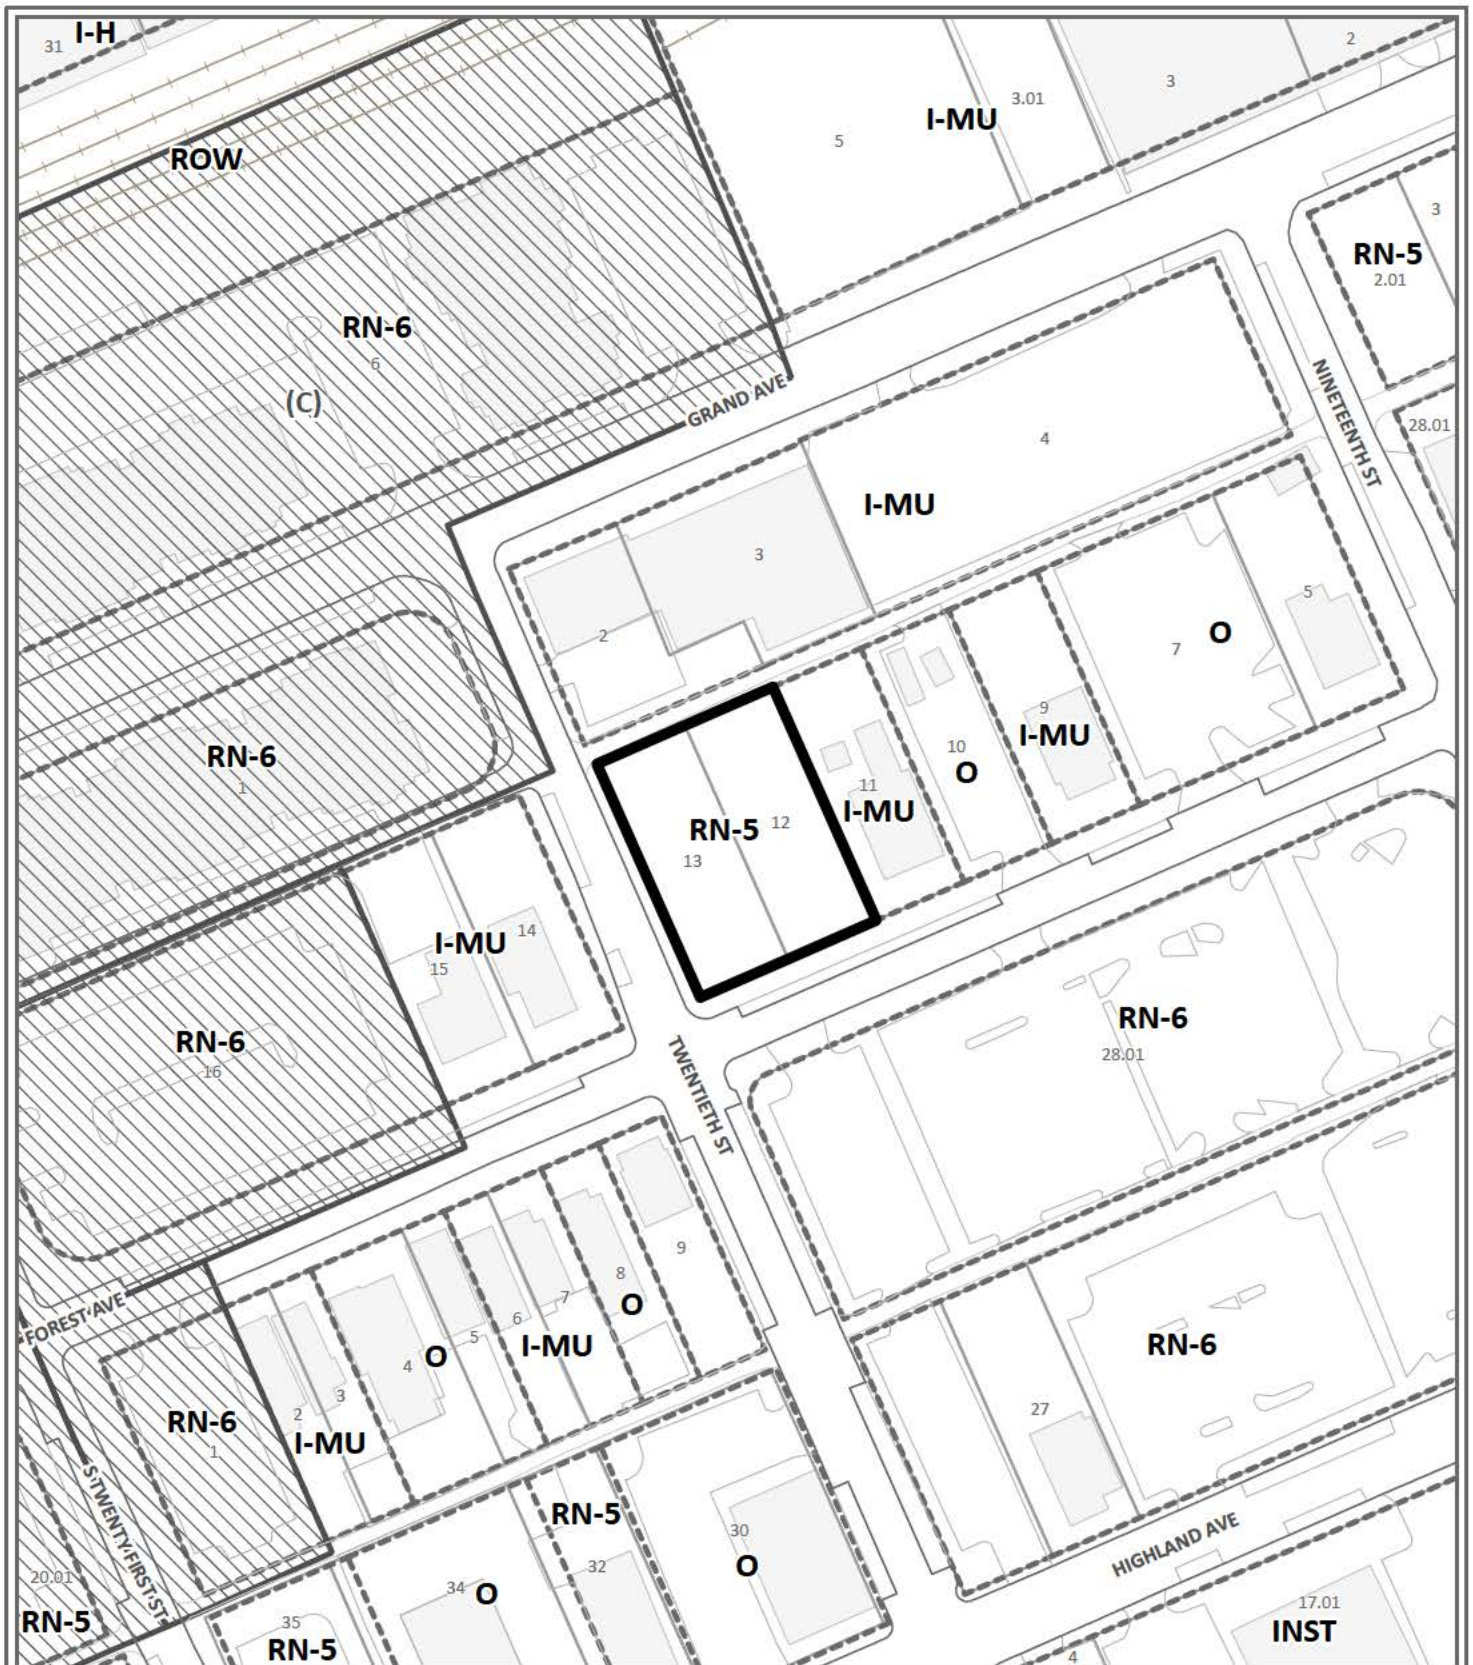 31
I-H
2
3
3.01
I-MU
5
ROW
3
RN-5
2.01
RN-6
6
(C)
GRAND AVE
NINETEENTH ST
28.01
4
I-MU
3
2
5
O
7
9
I-MU
10
O
RN-6
1
11
I-MU
RN-5
12
13
14
I-MU
15
RN-6
28.01
RN-6
16
TWENTIETH ST
9
8
O
7
6
I-MU
5
4
O
FOREST AVE
3
2
I-MU
RN-6
1
RN-6
27
S TWENTY-FIRST ST
RN-5
32
30
O
HIGHLAND AVE
20.01
RN-5
34
O
35
RN-5
17.01
INST
4